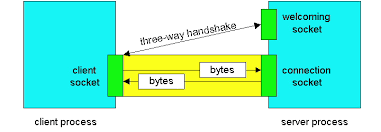 welcoming
socket
three-way handshake
client
socket
bytes
bytes
connection
socket
client process
server process